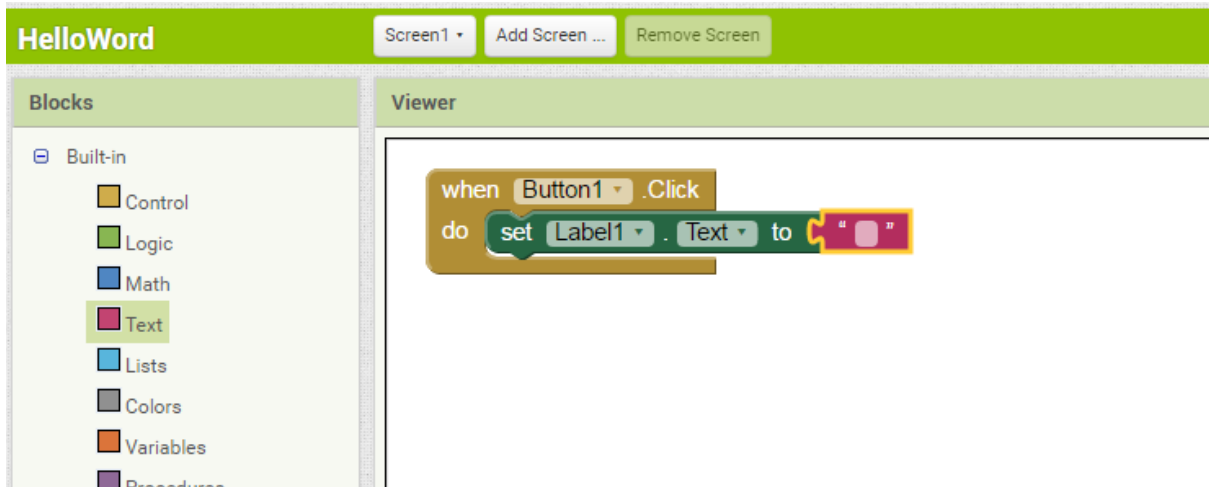 HelloWord
Screen1
Add Screen ...
Remove Screen
Blocks
Viewer
Built-in
Control
Logic
Math
Text
Lists
Colors
Variables
Procedures
when Button1 .Click
do set Label1 . Text to “ ”